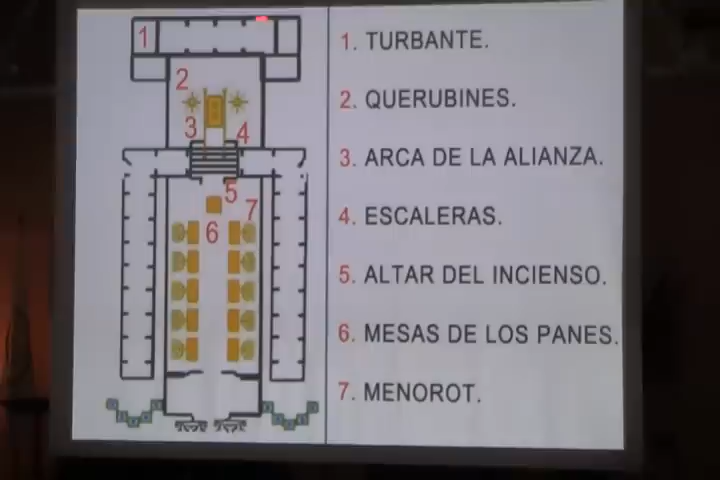 1
2
3
4
5
7
6
1. TURBANTE.
2. QUERUBINES.
3. ARCA DE LA ALIANZA.
4. ESCALERAS.
5. ALTAR DEL INCIENSO.
6. MESAS DE LOS PANES.
7. MENOROT.